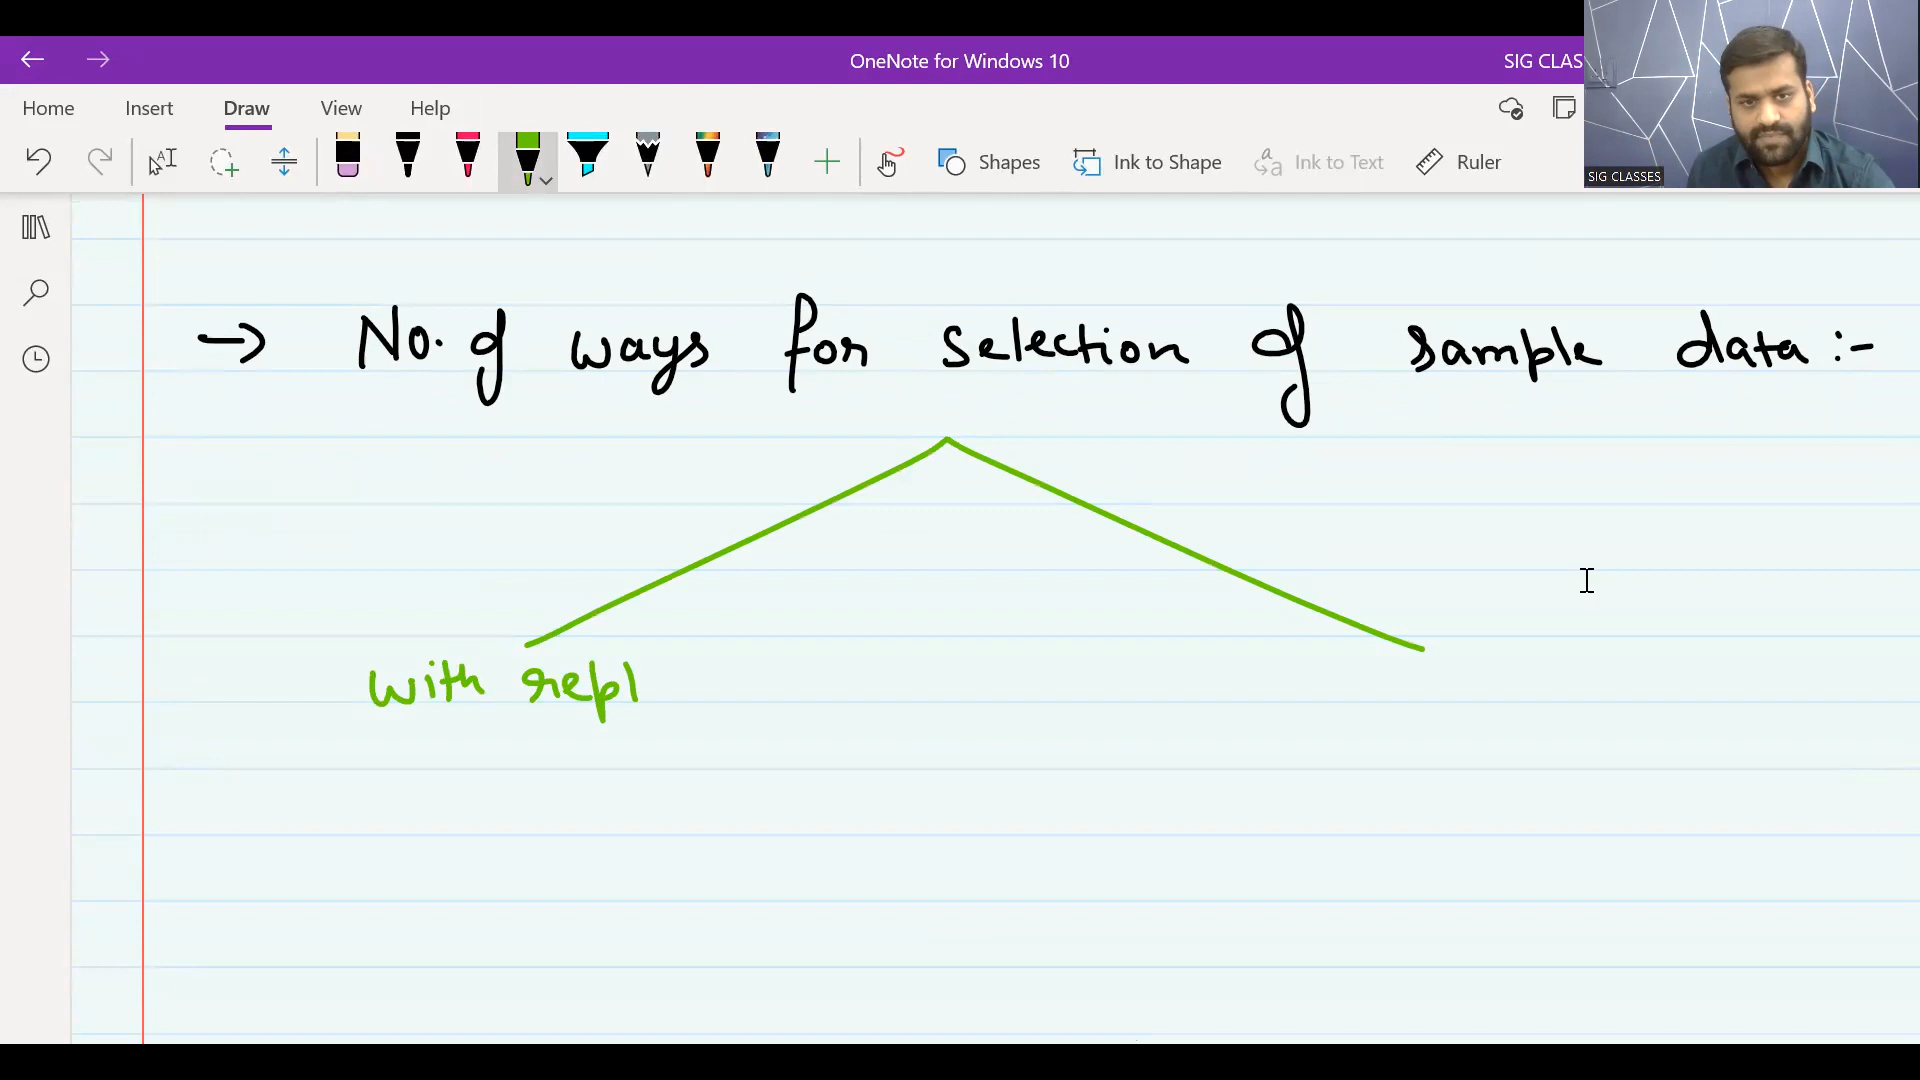 OneNote for Windows 10
SIG CLAS
Home Insert Draw View Help
Shapes Ink to Shape Ink to Text Ruler
SIG CLASSES
→ No. of ways for selection of sample data :-
with repl